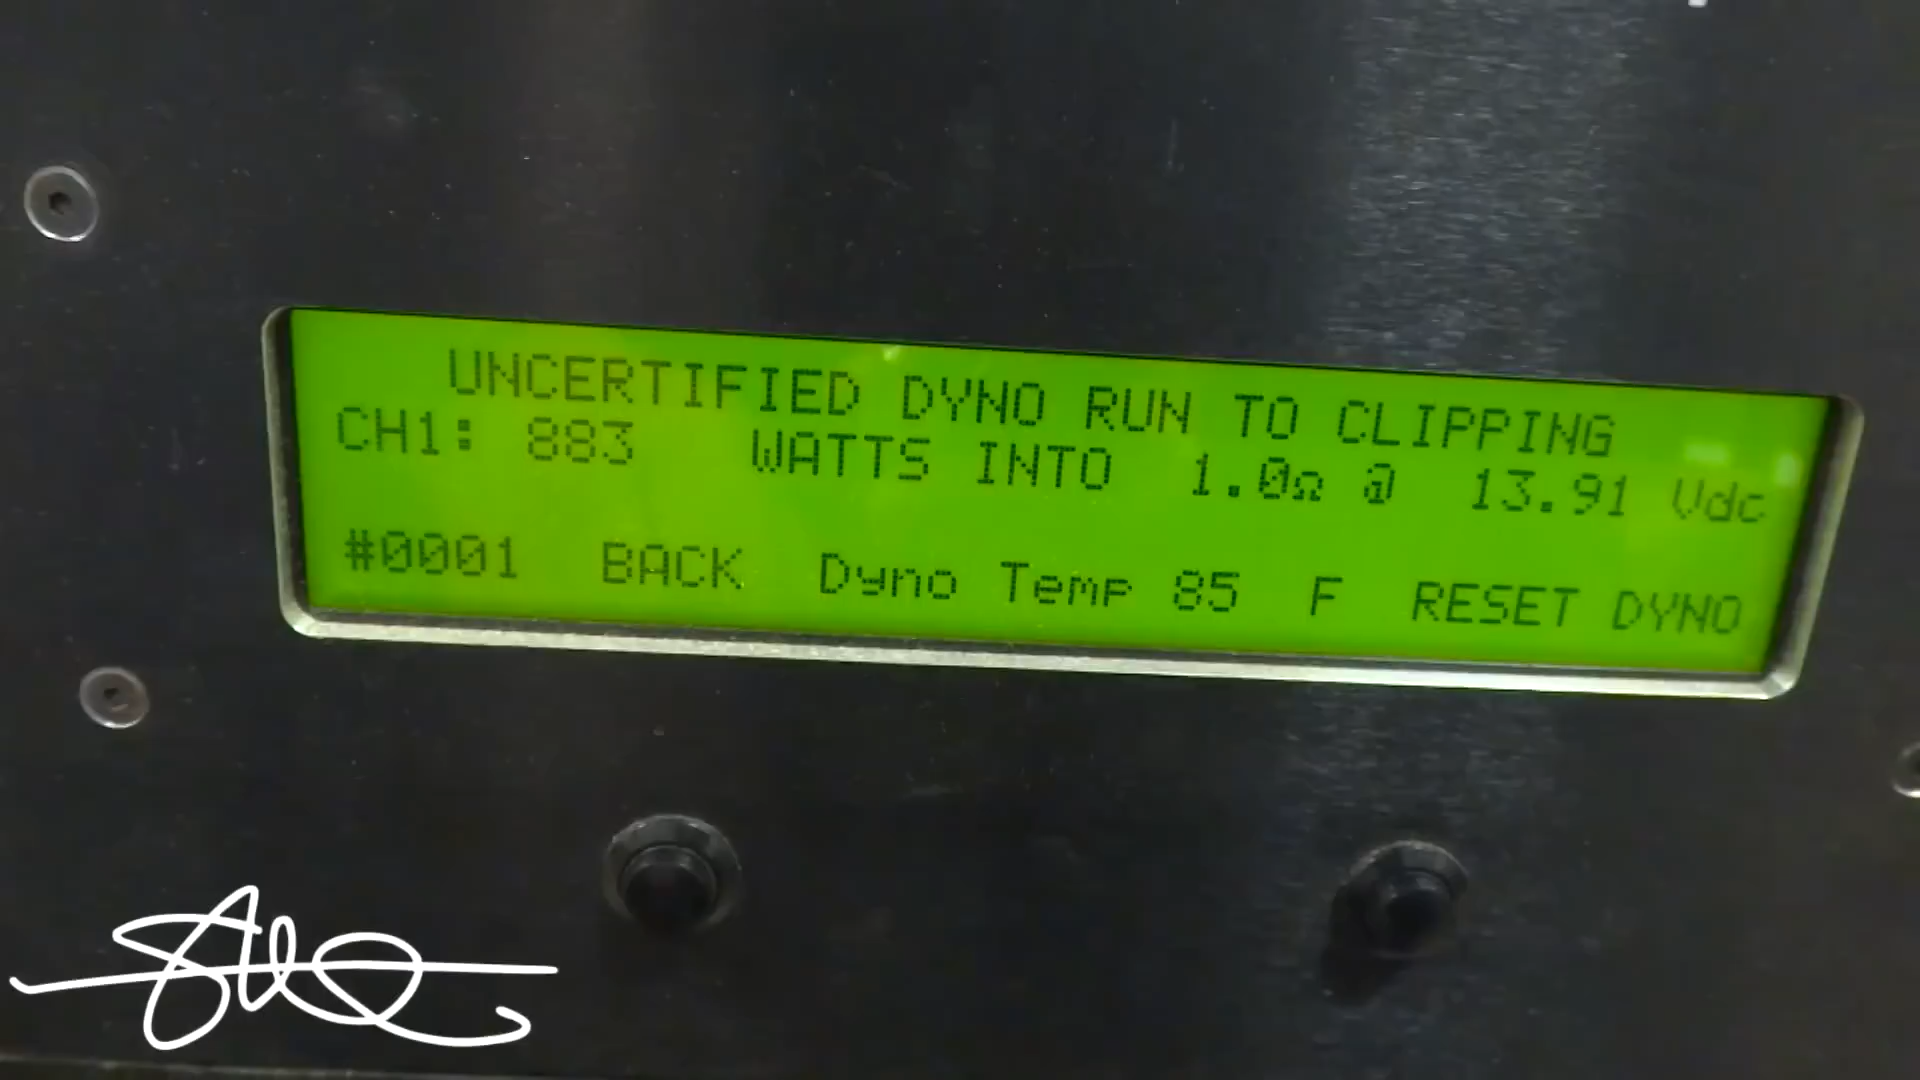 UNCERTIFIED DYNO RUN TO CLIPPING
CH1: 883 WATTS INTO 1.0Ω @ 13.91 Vdc
#0001 BACK Dyno Temp 85 F RESET DYNO